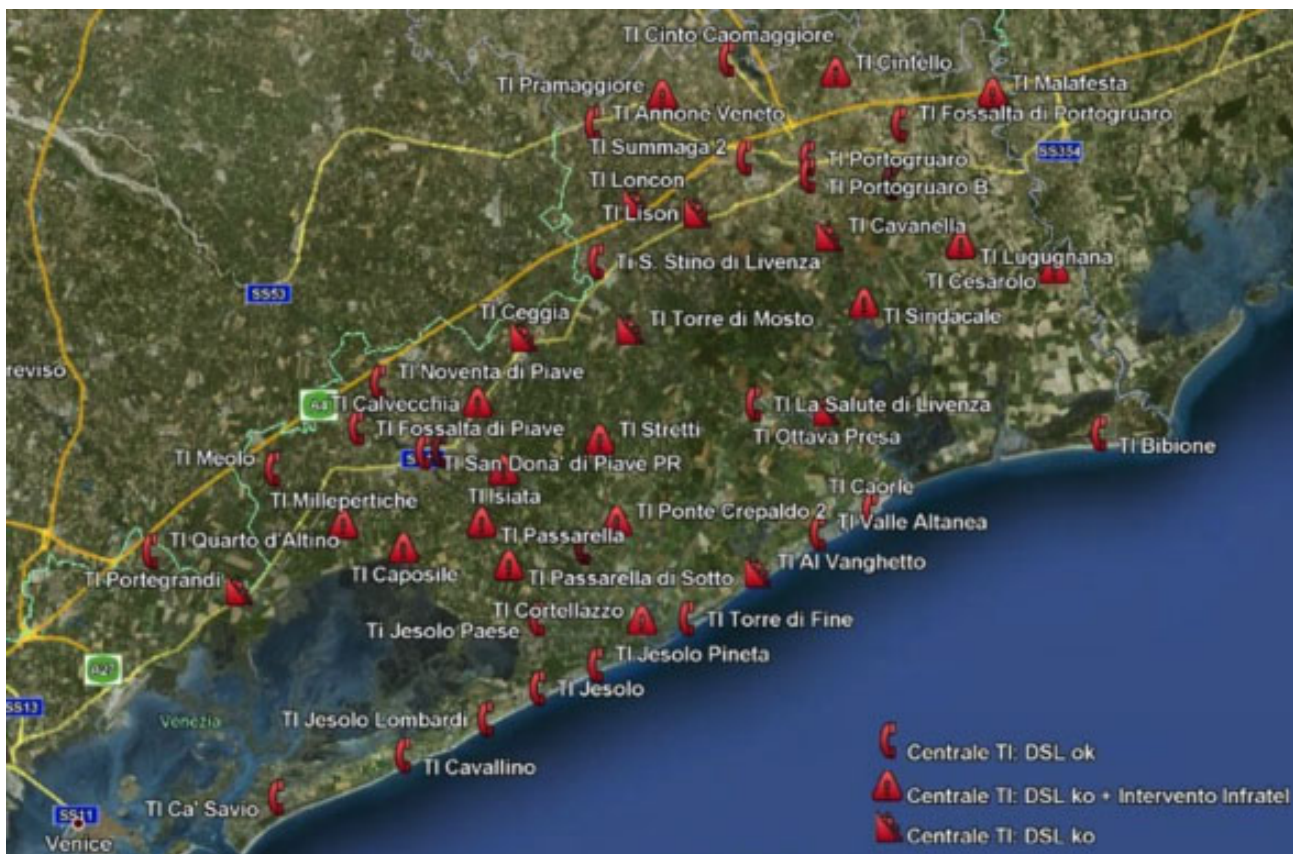 TI Cinto Caomaggiore
TI Cintello
TI Pramaggiore
TI Malafesta
TI Annone Veneto
TI Fossalta di Portogruaro
TI Summaga 2
TI Portogruaro
SS354
TI Loncon
TI Portogruaro B
TI Lison
TI Cavanella
TI Lugugnana
Ti S. Stino di Livenza
TI Cesarolo
SS53
TI Ceggia
TI Torre di Mosto
TI Sindacale
reviso
TI Noventa di Piave
A4
TI Calvecchia
TI La Salute di Livenza
TI Fossalta di Piave
TI Stretti
TI Ottava Presa
TI Bibione
TI Meolo
TI San Dona' di Piave PR
TI Caorle
TI Millepertiche
TI Isiata
TI Ponte Crepaldo 2
TI Valle Altanea
TI Quarto d'Altino
TI Passarella
TI Al Vanghetto
TI Portegrandi
TI Caposile
TI Passarella di Sotto
TI Cortellazzo
TI Torre di Fine
Ti Jesolo Paese
TI Jesolo Pineta
A27
TI Jesolo
SS13
Venezia
TI Jesolo Lombardi
TI Cavallino
TI Ca' Savio
SS11
Venice
Centrale TI: DSL ok
Centrale TI: DSL ko + Intervento Infratel
Centrale TI: DSL ko